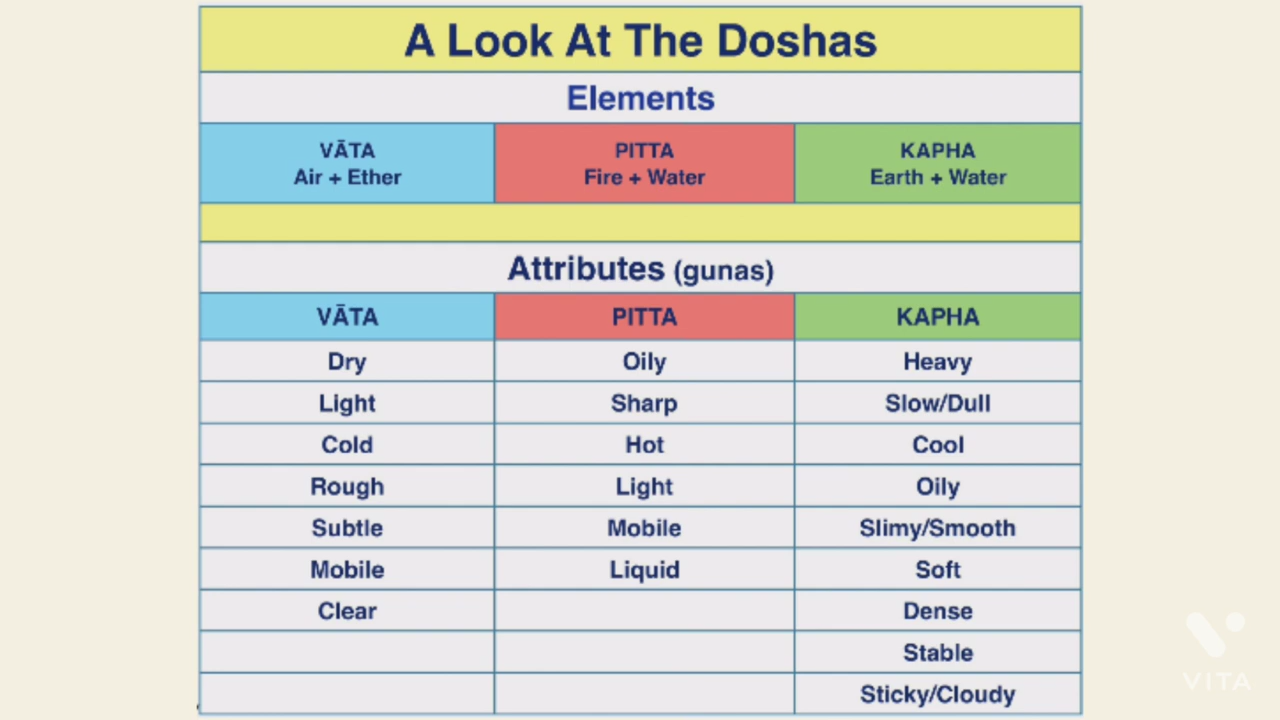 A Look At The Doshas
Elements
VĀTA PITTA KAPHA
Air + Ether Fire + Water Earth + Water
Attributes (gunas)
VĀTA PITTA KAPHA
Dry Oily Heavy
Light Sharp Slow/Dull
Cold Hot Cool
Rough Light Oily
Subtle Mobile Slimy/Smooth
Mobile Liquid Soft
Clear Dense
Stable
Sticky/Cloudy
VITA